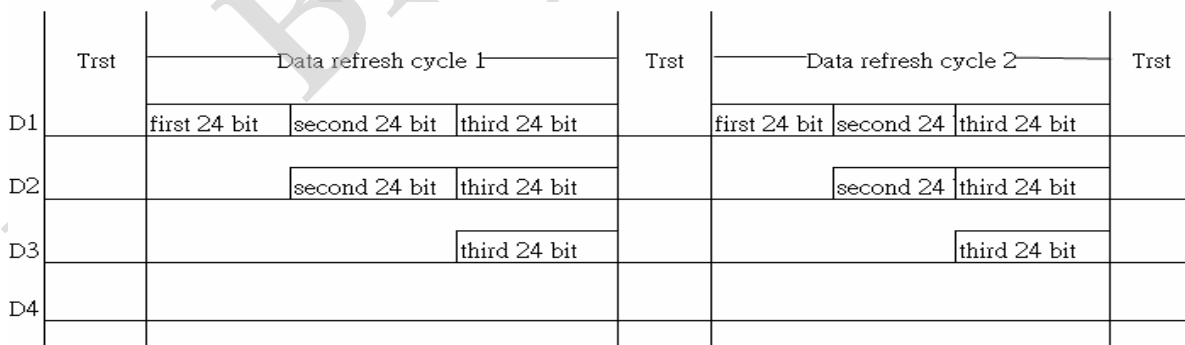 Trst Data refresh cycle 1 Trst Data refresh cycle 2 Trst
D1 first 24 bit second 24 bit third 24 bit first 24 bit second 24 third 24 bit
D2 second 24 bit third 24 bit second 24 third 24 bit
D3 third 24 bit third 24 bit
D4